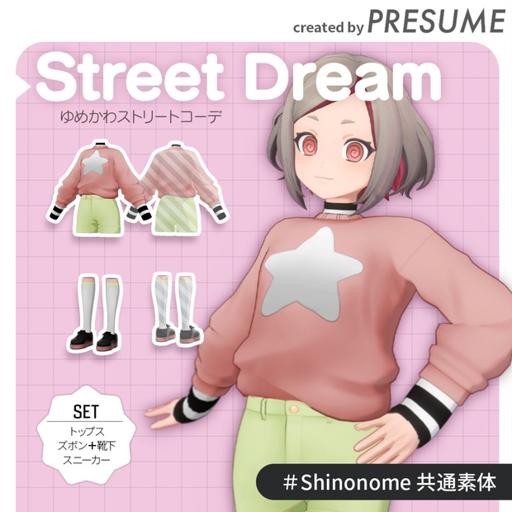 created by PRESUME
Street Dream
ゆめかわストリートコーデ
SET
トップス
ズボン+靴下
スニーカー
#Shinonome 共通素体